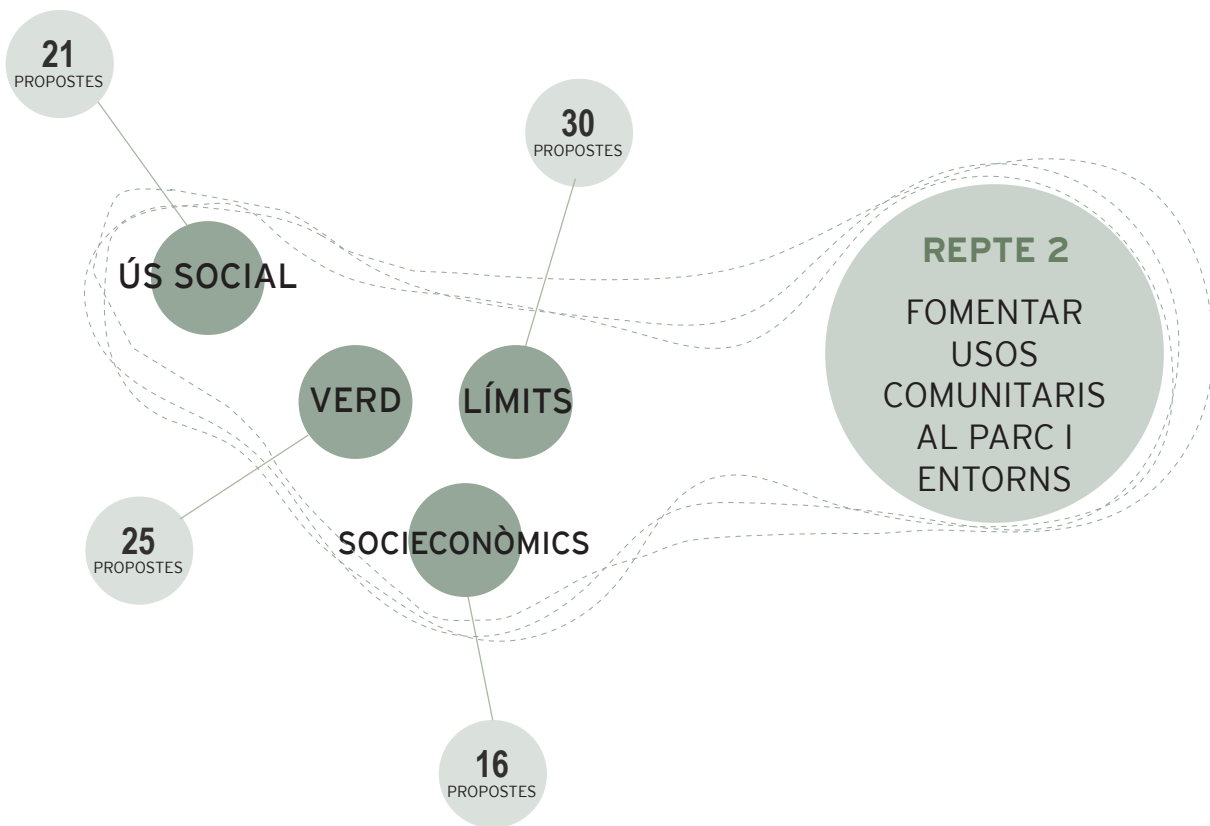 21
PROPOSTES
30
PROPOSTES
ÚS SOCIAL
VERD
LÍMITS
SOCIECONÒMICS
25
PROPOSTES
16
PROPOSTES
REPTE 2
FOMENTAR
USOS
COMUNITARIS
AL PARC I
ENTORNS